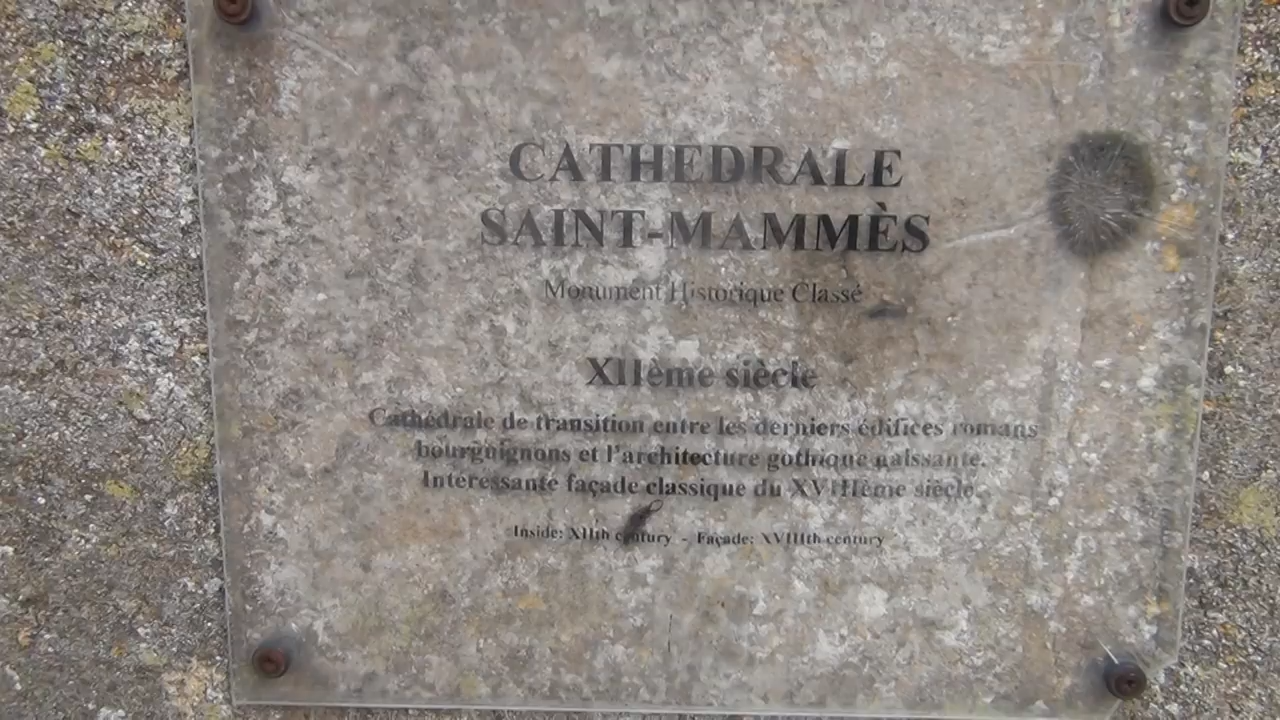 CATHEDRALE
SAINT-MAMMÈS
Monument Historique Classé
XIIème siècle
Cathédrale de transition entre les derniers édifices romans
bourguignons et l'architecture gothique naissante.
Intéressante façade classique du XVIIIème siècle.
Inside: XIIth century - Façade: XVIIIth century